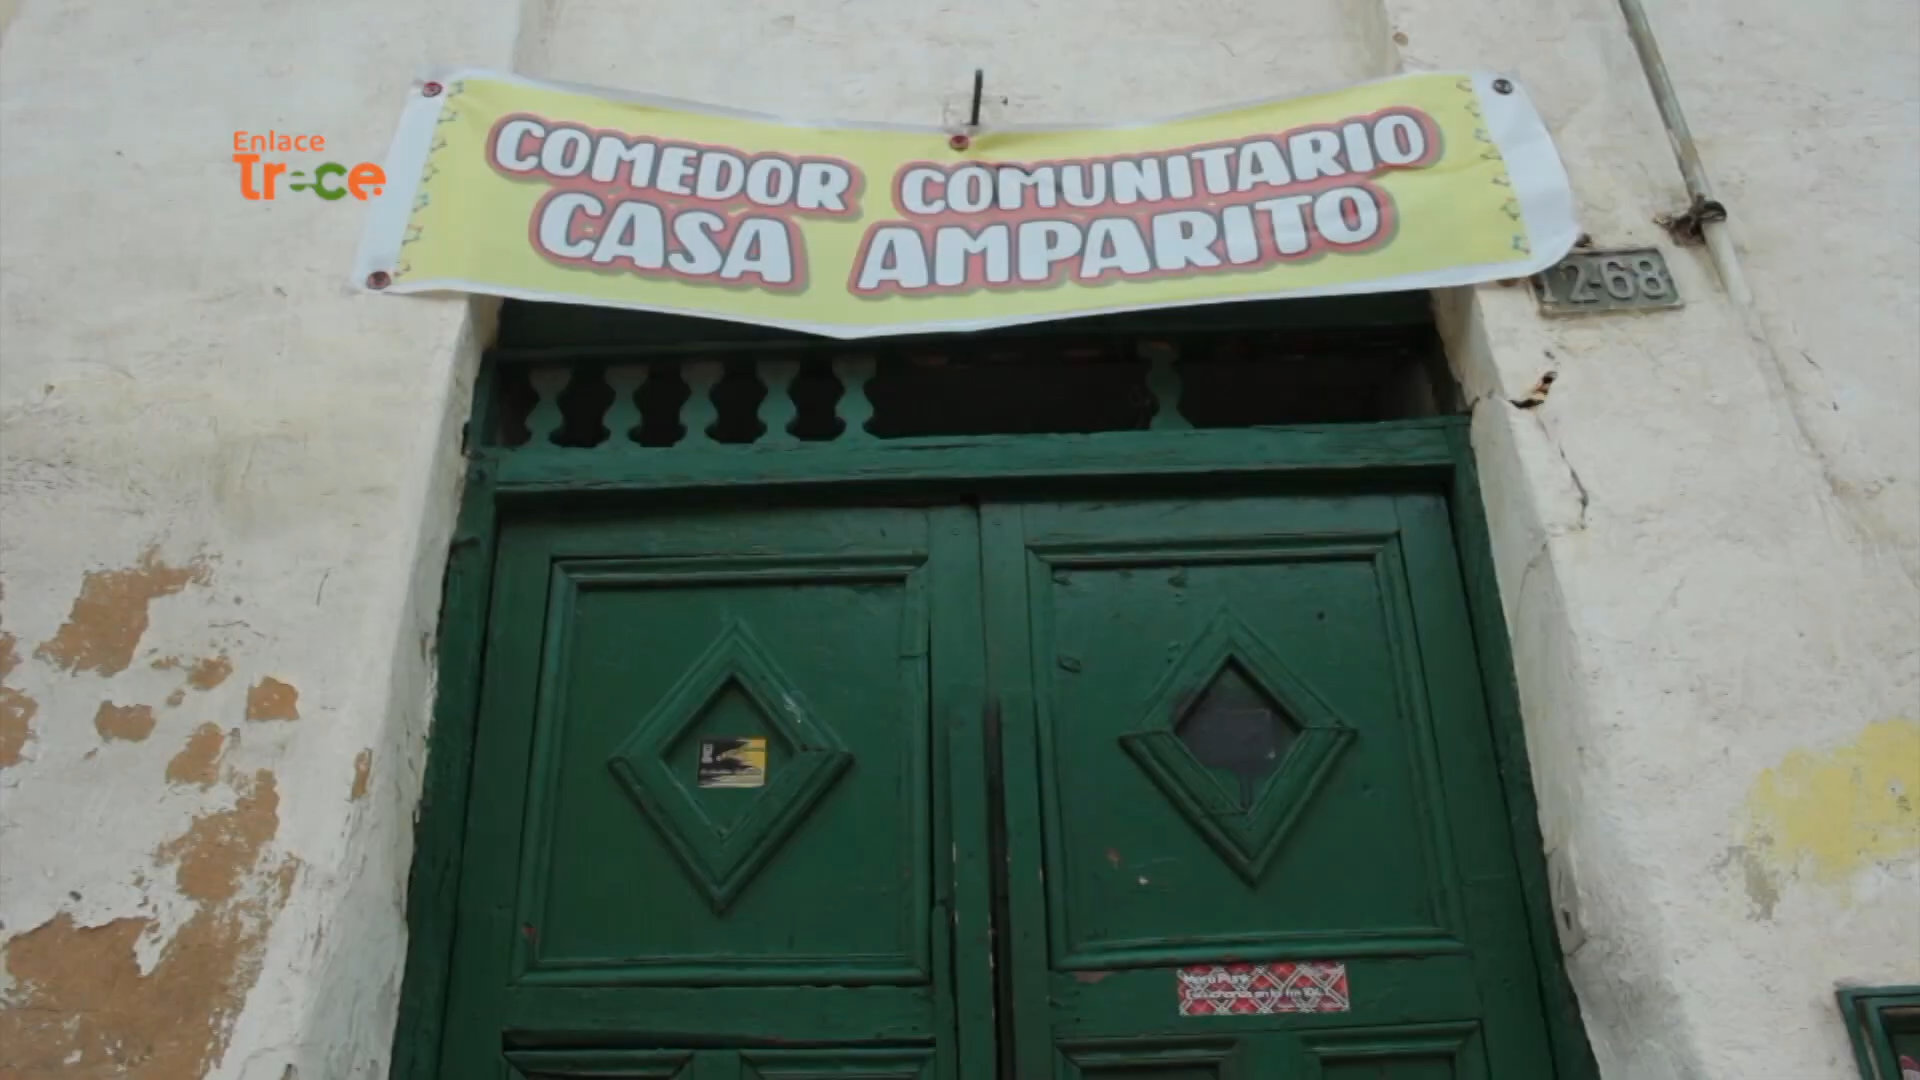 Enlace
trece
COMEDOR COMUNITARIO
CASA AMPARITO
12-68